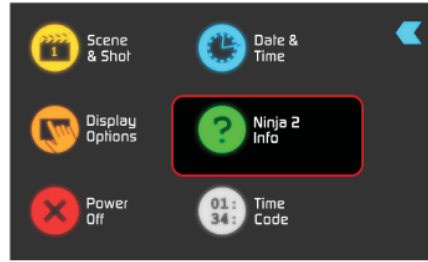 1
Scene
& Shot
Date &
Time
Display
Options
?
Ninja 2
Info
Power
Off
01:
34:
Time
Code